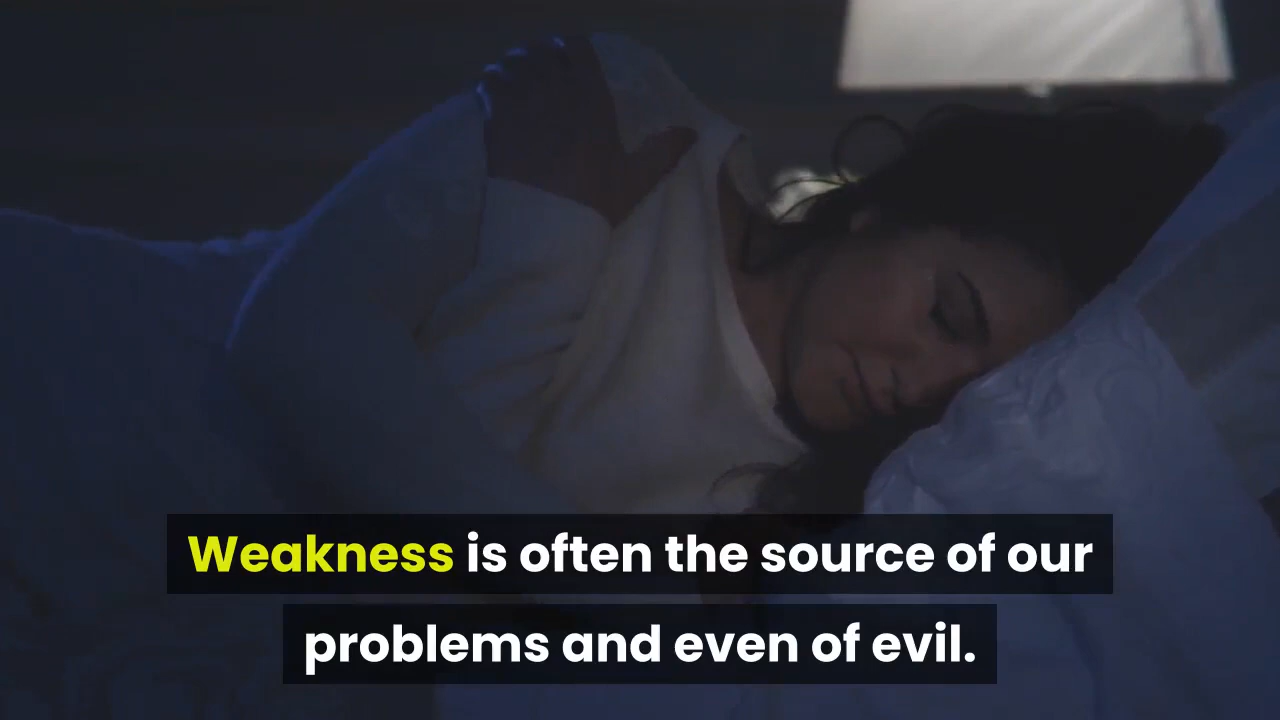 Weakness is often the source of our
problems and even of evil.